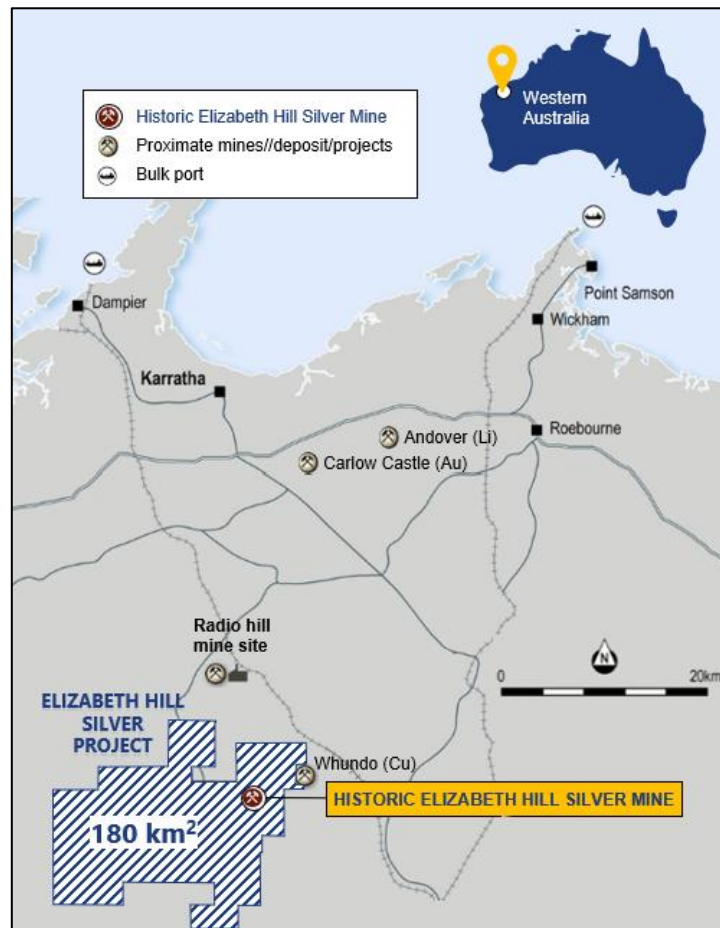 Historic Elizabeth Hill Silver Mine
Proximate mines//deposit/projects
Bulk port
Western
Australia
Dampier
Point Samson
Wickham
Karratha
Roebourne
Andover (Li)
Carlow Castle (Au)
Radio hill
mine site
N
0
20km
ELIZABETH HILL
SILVER
PROJECT
Whundo (Cu)
HISTORIC ELIZABETH HILL SILVER MINE
180 km²